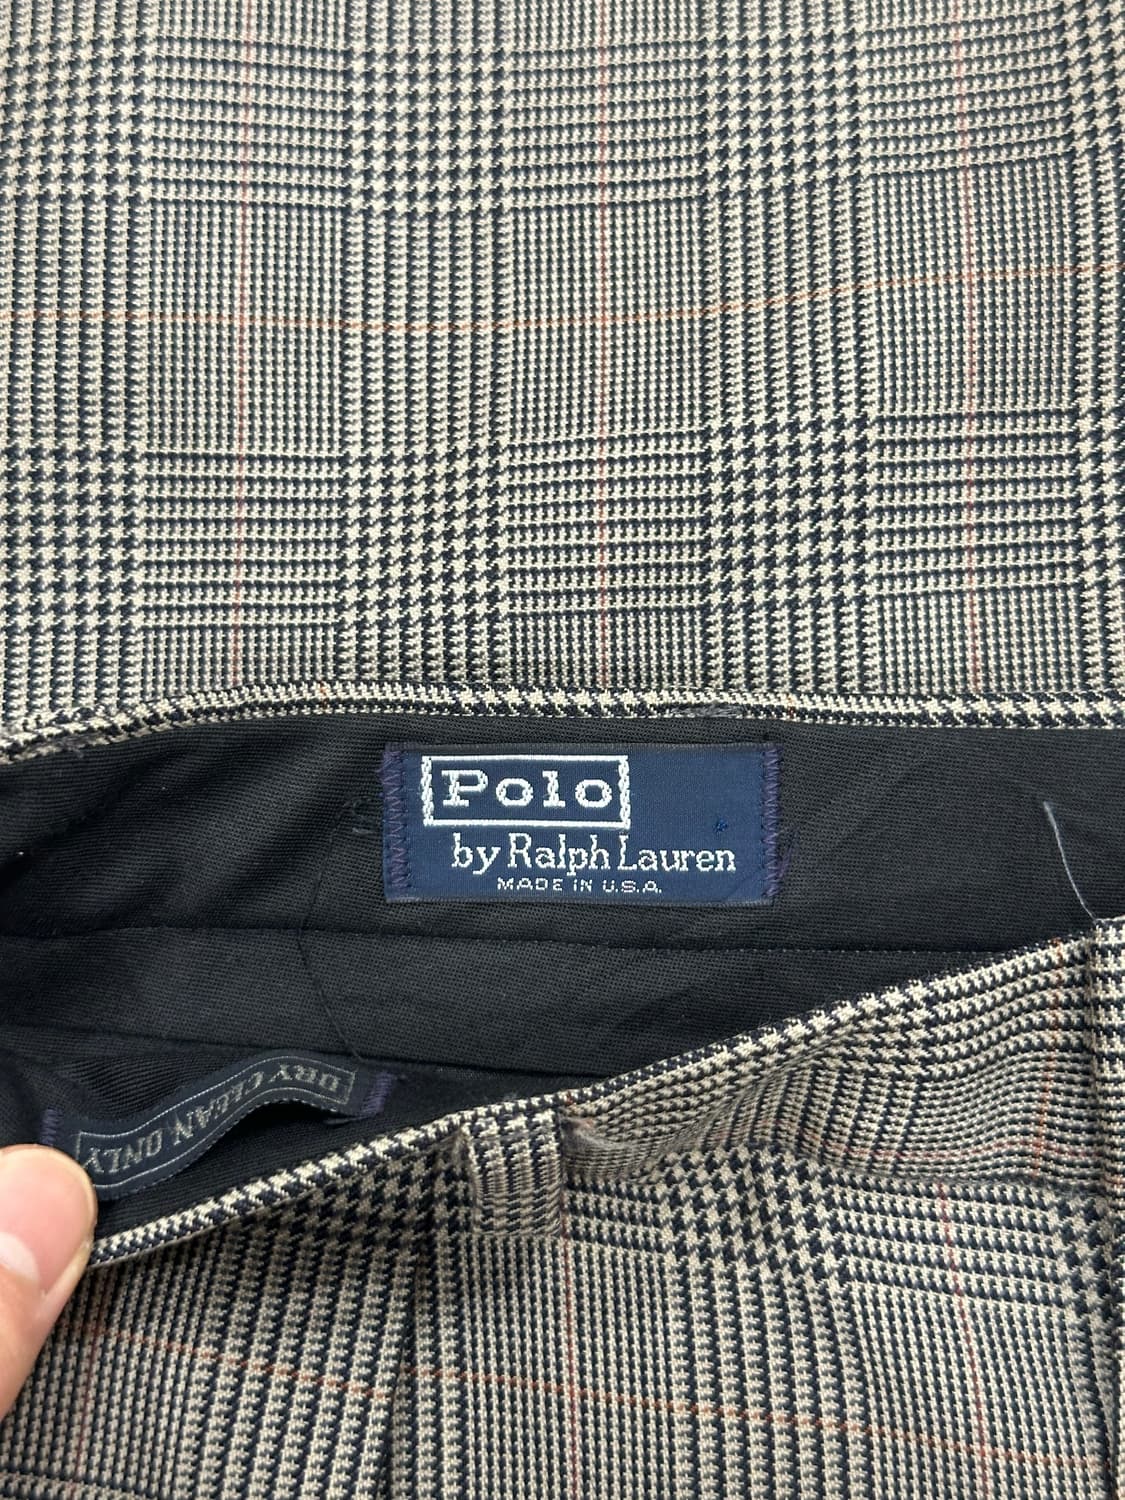 Polo
by Ralph Lauren
MADE IN U.S.A.
DRY CLEAN ONLY